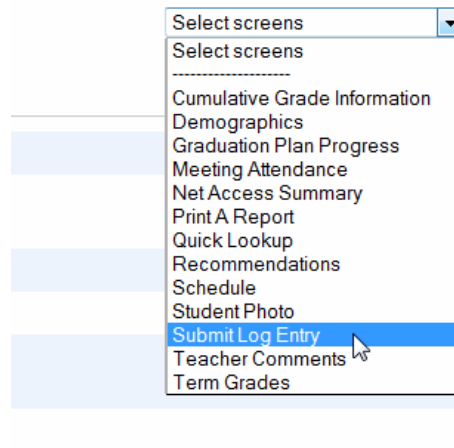 Select screens
Select screens
--------------------
Cumulative Grade Information
Demographics
Graduation Plan Progress
Meeting Attendance
Net Access Summary
Print A Report
Quick Lookup
Recommendations
Schedule
Student Photo
Submit Log Entry
Teacher Comments
Term Grades